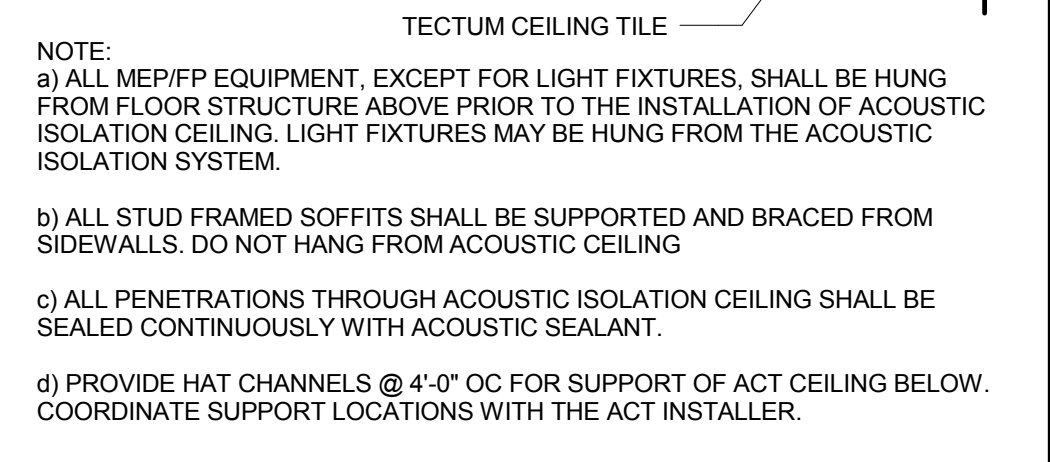 TECTUM CEILING TILE
NOTE:
a) ALL MEP/FP EQUIPMENT, EXCEPT FOR LIGHT FIXTURES, SHALL BE HUNG
FROM FLOOR STRUCTURE ABOVE PRIOR TO THE INSTALLATION OF ACOUSTIC
ISOLATION CEILING. LIGHT FIXTURES MAY BE HUNG FROM THE ACOUSTIC
ISOLATION SYSTEM.
b) ALL STUD FRAMED SOFFITS SHALL BE SUPPORTED AND BRACED FROM
SIDEWALLS. DO NOT HANG FROM ACOUSTIC CEILING
c) ALL PENETRATIONS THROUGH ACOUSTIC ISOLATION CEILING SHALL BE
SEALED CONTINUOUSLY WITH ACOUSTIC SEALANT.
d) PROVIDE HAT CHANNELS @ 4'-0" OC FOR SUPPORT OF ACT CEILING BELOW.
COORDINATE SUPPORT LOCATIONS WITH THE ACT INSTALLER.